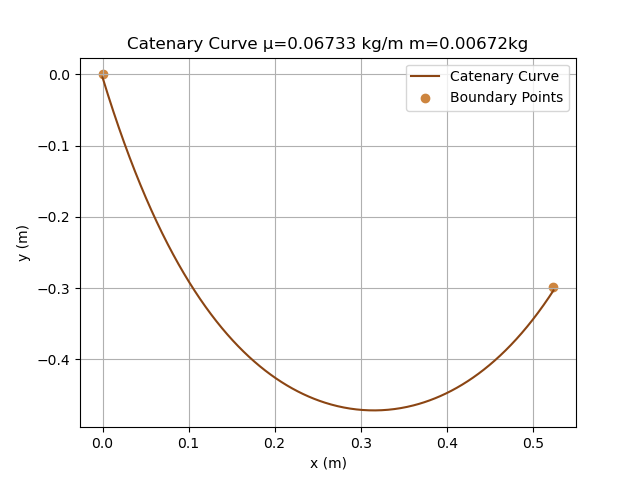 Catenary Curve μ=0.06733 kg/m m=0.00672kg
Catenary Curve
Boundary Points
0.0
−0.1
−0.2
−0.3
−0.4
y (m)
0.0 0.1 0.2 0.3 0.4 0.5
x (m)